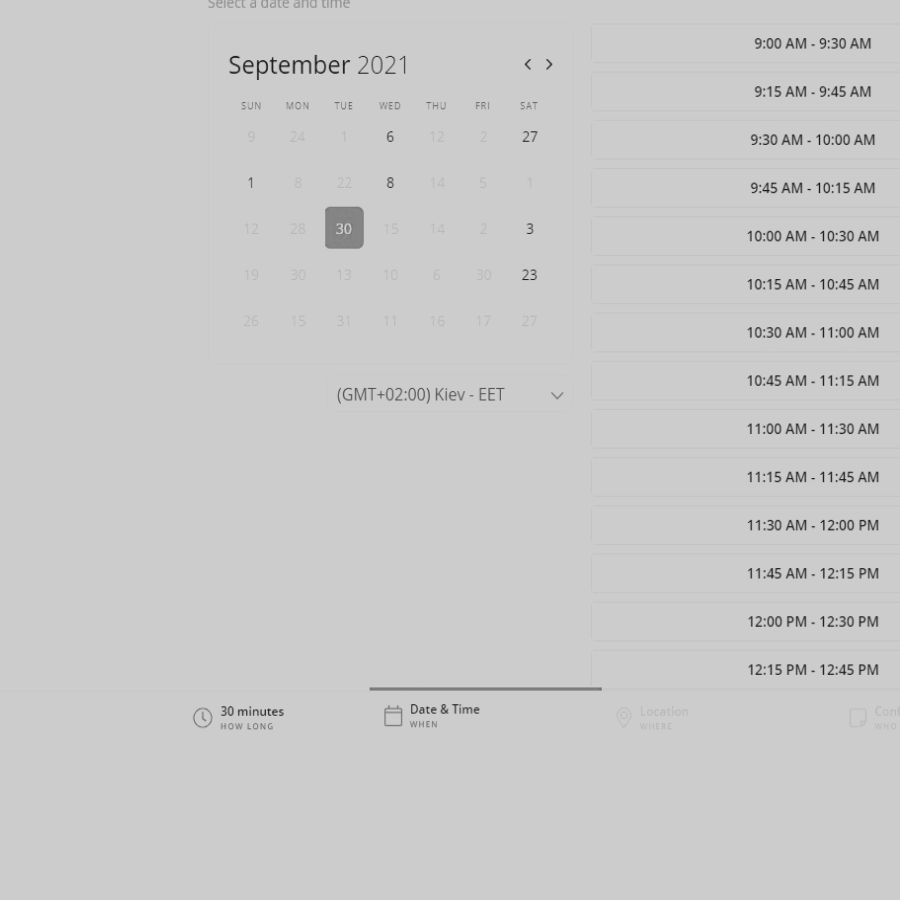 Select a date and time
September 2021
SUN MON TUE WED THU FRI SAT
9 24 1 6 12 2 27
1 8 22 8 14 5 1
12 28 30 15 14 2 3
19 30 13 10 6 30 23
26 15 31 11 16 17 27
(GMT+02:00) Kiev - EET
9:00 AM - 9:30 AM
9:15 AM - 9:45 AM
9:30 AM - 10:00 AM
9:45 AM - 10:15 AM
10:00 AM - 10:30 AM
10:15 AM - 10:45 AM
10:30 AM - 11:00 AM
10:45 AM - 11:15 AM
11:00 AM - 11:30 AM
11:15 AM - 11:45 AM
11:30 AM - 12:00 PM
11:45 AM - 12:15 PM
12:00 PM - 12:30 PM
12:15 PM - 12:45 PM
30 minutes
HOW LONG
Date & Time
WHEN
Location
WHERE
Conf
WHO